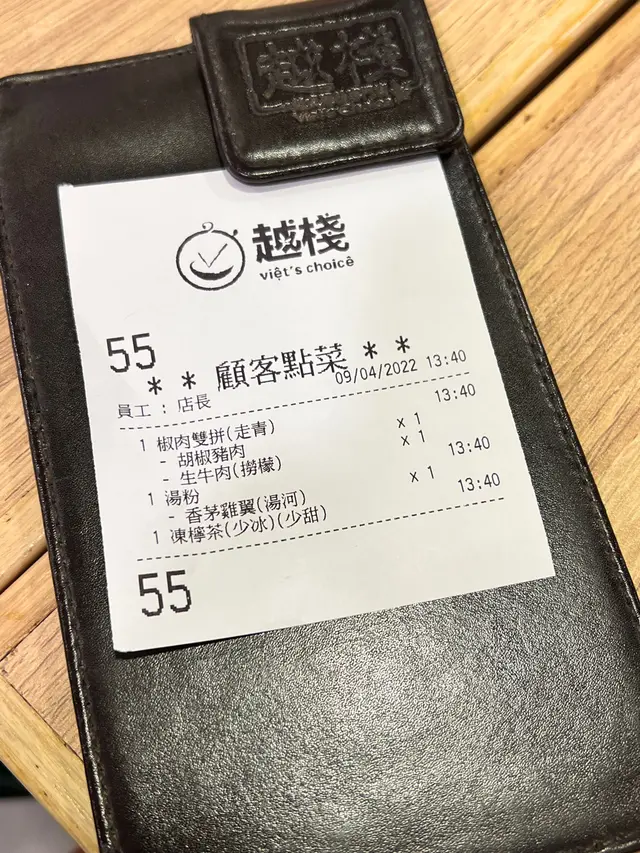 越棧
越棧
việt's choicê
55
* * 顧客點菜 * *
員工 : 店長 09/04/2022 13:40
1 椒肉雙拼(走青) 13:40
- 胡椒豬肉 x 1
- 生牛肉(撈檬) x 1
1 湯粉 13:40
- 香茅雞翼(湯河) x 1
1 凍檸茶(少冰)(少甜) 13:40
55